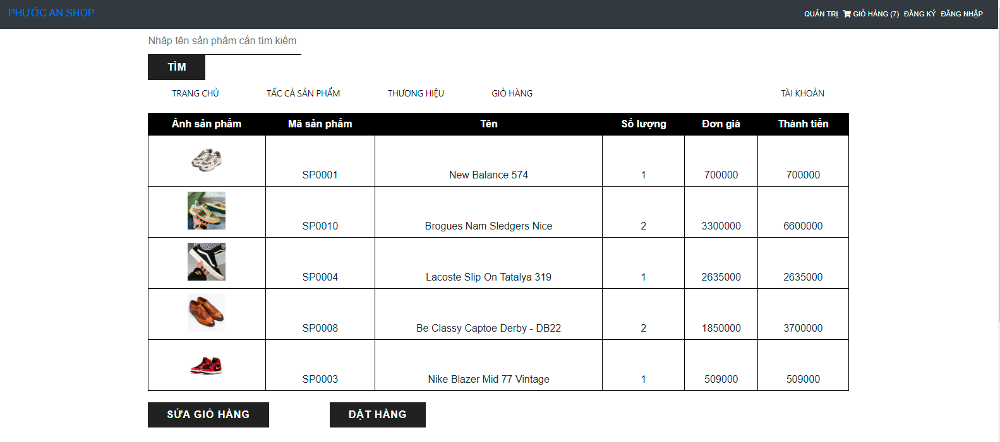 PHƯỚC AN SHOP
QUẢN TRỊ GIỎ HÀNG (7) ĐĂNG KÝ ĐĂNG NHẬP
Nhập tên sản phẩm cần tìm kiếm
TÌM
TRANG CHỦ TẤC CẢ SẢN PHẨM THƯƠNG HIỆU GIỎ HÀNG TÀI KHOẢN
Ảnh sản phẩm Mã sản phẩm Tên Số lượng Đơn giá Thành tiền
SP0001 New Balance 574 1 700000 700000
SP0010 Brogues Nam Sledgers Nice 2 3300000 6600000
SP0004 Lacoste Slip On Tatalya 319 1 2635000 2635000
SP0008 Be Classy Captoe Derby - DB22 2 1850000 3700000
SP0003 Nike Blazer Mid 77 Vintage 1 509000 509000
SỬA GIỎ HÀNG ĐẶT HÀNG